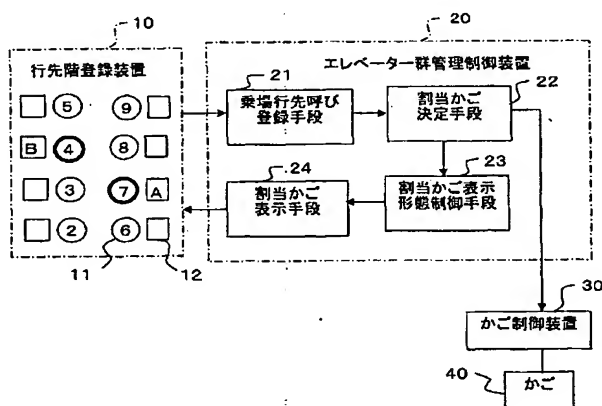 10
20
行先階登録装置
エレベーター群管理制御装置
5 9
B 4 8
3 7 A
2 6
11
12
21
乗場行先呼び
登録手段
22
割当かご
決定手段
24
割当かご
表示手段
23
割当かご表示
形態制御手段
30
かご制御装置
40
かご